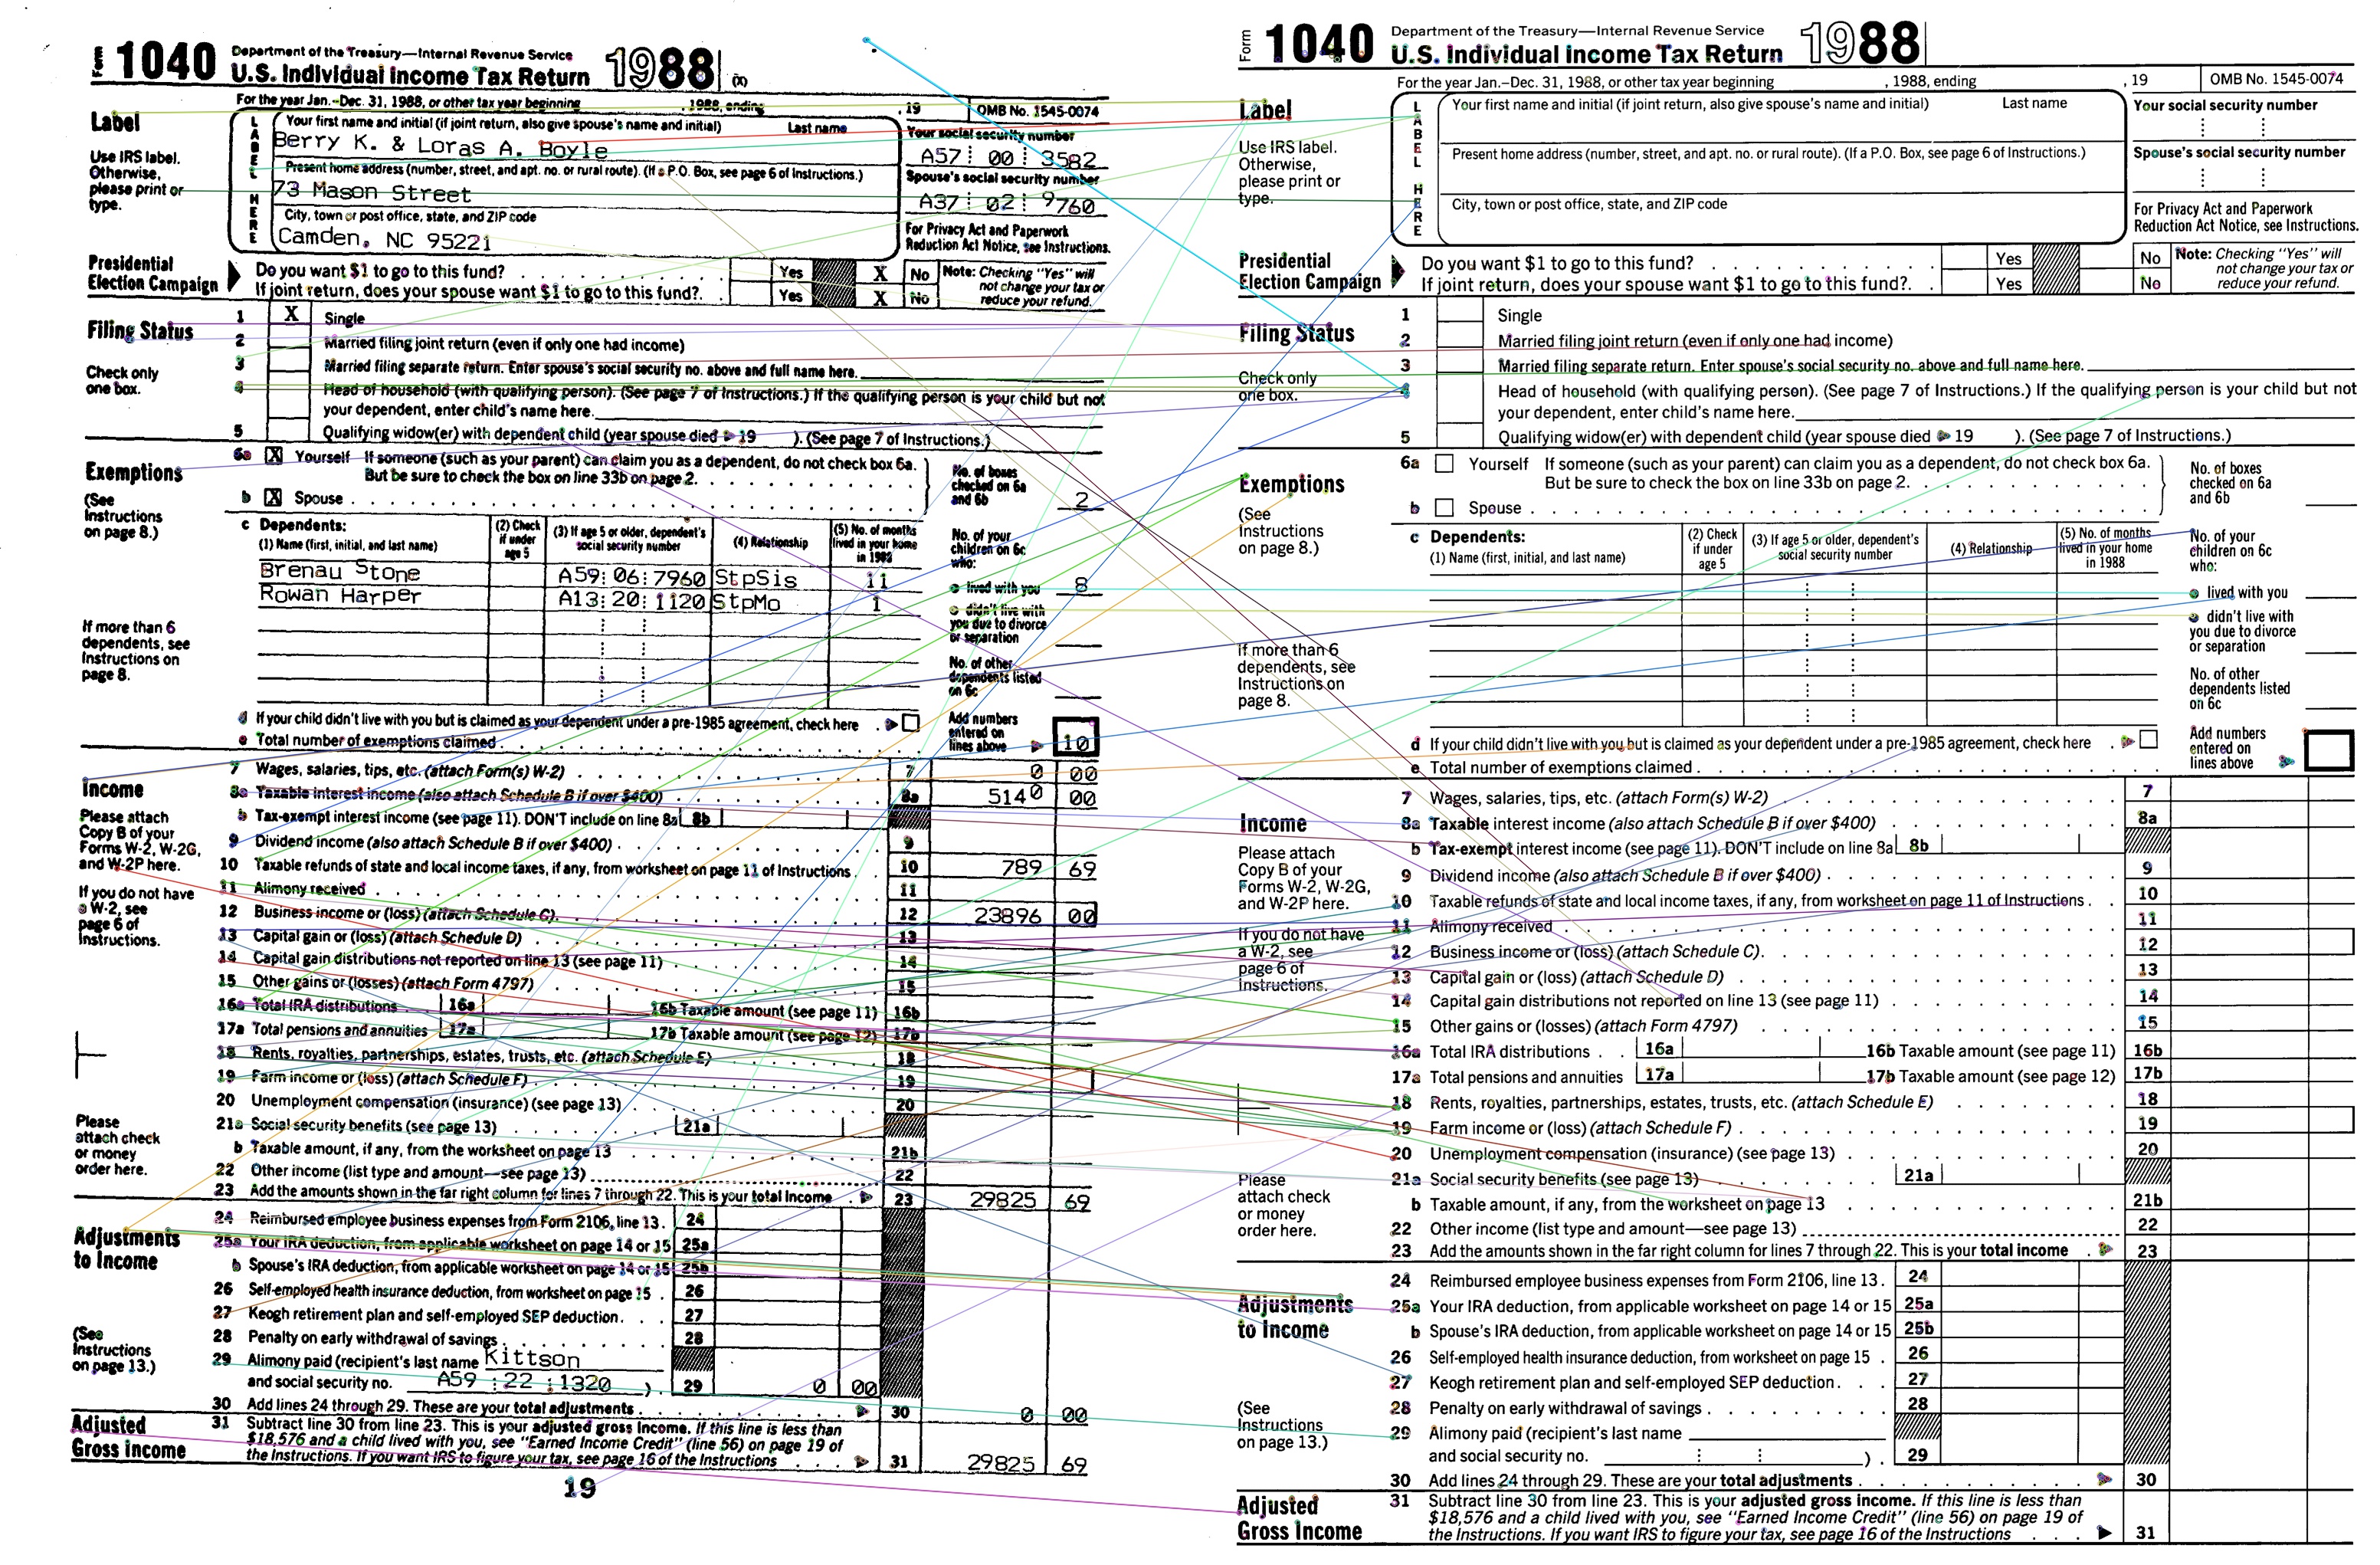 Form 1040 Department of the Treasury—Internal Revenue Service
U.S. Individual Income Tax Return 1988 (X)
For the year Jan.-Dec. 31, 1988, or other tax year beginning , 1988, ending , 19 OMB No. 1545-0074
Label
Use IRS label.
Otherwise,
please print or
type.
LABEL HERE
Your first name and initial (if joint return, also give spouse's name and initial) Last name
Berry K. & Loras A. Boyle
Your social security number
A57 00 3582
Present home address (number, street, and apt. no. or rural route). (If a P.O. Box, see page 6 of Instructions.)
73 Mason Street
Spouse's social security number
A37 02 9760
City, town or post office, state, and ZIP code
Camden, NC 95221
For Privacy Act and Paperwork
Reduction Act Notice, see Instructions.
Presidential
Election Campaign
Do you want $1 to go to this fund? Yes X No
If joint return, does your spouse want $1 to go to this fund?. Yes X No
Note: Checking "Yes" will
not change your tax or
reduce your refund.
Filing Status
Check only
one box.
1 X Single
2 Married filing joint return (even if only one had income)
3 Married filing separate return. Enter spouse's social security no. above and full name here.
4 Head of household (with qualifying person). (See page 7 of Instructions.) If the qualifying person is your child but not
your dependent, enter child's name here.
5 Qualifying widow(er) with dependent child (year spouse died 19 ). (See page 7 of Instructions.)
Exemptions
(See
Instructions
on page 8.)
6a X Yourself If someone (such as your parent) can claim you as a dependent, do not check box 6a.
But be sure to check the box on line 33b on page 2.
b X Spouse
No. of boxes
checked on 6a
and 6b 2
c Dependents:
(1) Name (first, initial, and last name)
(2) Check
if under
age 5
(3) If age 5 or older, dependent's
social security number
(4) Relationship
(5) No. of months
lived in your home
in 1988
Brenau Stone A59:06:7960 StpSis 11
Rowan Harper A13:20:1120 StpMo 1
No. of your
children on 6c
who:
lived with you 8
didn't live with
you due to divorce
or separation
No. of other
dependents listed
on 6c
If more than 6
dependents, see
Instructions on
page 8.
d If your child didn't live with you but is claimed as your dependent under a pre-1985 agreement, check here
e Total number of exemptions claimed
Add numbers
entered on
lines above 10
Income
Please attach
Copy B of your
Forms W-2, W-2G,
and W-2P here.
If you do not have
a W-2, see
page 6 of
Instructions.
Please
attach check
or money
order here.
7 Wages, salaries, tips, etc. (attach Form(s) W-2) 7 0 00
8a Taxable interest income (also attach Schedule B if over $400) 8a 5140 00
b Tax-exempt interest income (see page 11). DON'T include on line 8a 8b
9 Dividend income (also attach Schedule B if over $400) 9
10 Taxable refunds of state and local income taxes, if any, from worksheet on page 11 of Instructions 10 789 69
11 Alimony received 11
12 Business income or (loss) (attach Schedule C) 12 23896 00
13 Capital gain or (loss) (attach Schedule D) 13
14 Capital gain distributions not reported on line 13 (see page 11) 14
15 Other gains or (losses) (attach Form 4797) 15
16a Total IRA distributions 16a 16b Taxable amount (see page 11) 16b
17a Total pensions and annuities 17a 17b Taxable amount (see page 12) 17b
18 Rents, royalties, partnerships, estates, trusts, etc. (attach Schedule E) 18
19 Farm income or (loss) (attach Schedule F) 19
20 Unemployment compensation (insurance) (see page 13) 20
21a Social security benefits (see page 13) 21a
b Taxable amount, if any, from the worksheet on page 13 21b
22 Other income (list type and amount—see page 13) 22
23 Add the amounts shown in the far right column for lines 7 through 22. This is your total income 23 29825 69
Adjustments
to Income
(See
Instructions
on page 13.)
24 Reimbursed employee business expenses from Form 2106, line 13. 24
25a Your IRA deduction, from applicable worksheet on page 14 or 15 25a
b Spouse's IRA deduction, from applicable worksheet on page 14 or 15 25b
26 Self-employed health insurance deduction, from worksheet on page 15 26
27 Keogh retirement plan and self-employed SEP deduction 27
28 Penalty on early withdrawal of savings 28
29 Alimony paid (recipient's last name Kittson
and social security no. A59 : 22 : 1320 ). 29 0 00
30 Add lines 24 through 29. These are your total adjustments 30 0 00
Adjusted
Gross Income
31 Subtract line 30 from line 23. This is your adjusted gross income. If this line is less than
$18,576 and a child lived with you, see "Earned Income Credit" (line 56) on page 19 of
the Instructions. If you want IRS to figure your tax, see page 16 of the Instructions 31 29825 69
19
Form 1040 Department of the Treasury—Internal Revenue Service
U.S. Individual Income Tax Return 1988
For the year Jan.-Dec. 31, 1988, or other tax year beginning , 1988, ending , 19 OMB No. 1545-0074
Label
Use IRS label.
Otherwise,
please print or
type.
LABEL HERE
Your first name and initial (if joint return, also give spouse's name and initial) Last name
Your social security number
Present home address (number, street, and apt. no. or rural route). (If a P.O. Box, see page 6 of Instructions.)
Spouse's social security number
City, town or post office, state, and ZIP code
For Privacy Act and Paperwork
Reduction Act Notice, see Instructions.
Presidential
Election Campaign
Do you want $1 to go to this fund? Yes No
If joint return, does your spouse want $1 to go to this fund?. Yes No
Note: Checking "Yes" will
not change your tax or
reduce your refund.
Filing Status
Check only
one box.
1 Single
2 Married filing joint return (even if only one had income)
3 Married filing separate return. Enter spouse's social security no. above and full name here.
4 Head of household (with qualifying person). (See page 7 of Instructions.) If the qualifying person is your child but not
your dependent, enter child's name here.
5 Qualifying widow(er) with dependent child (year spouse died 19 ). (See page 7 of Instructions.)
Exemptions
(See
Instructions
on page 8.)
6a Yourself If someone (such as your parent) can claim you as a dependent, do not check box 6a.
But be sure to check the box on line 33b on page 2.
b Spouse
No. of boxes
checked on 6a
and 6b
c Dependents:
(1) Name (first, initial, and last name)
(2) Check
if under
age 5
(3) If age 5 or older, dependent's
social security number
(4) Relationship
(5) No. of months
lived in your home
in 1988
No. of your
children on 6c
who:
lived with you
didn't live with
you due to divorce
or separation
No. of other
dependents listed
on 6c
If more than 6
dependents, see
Instructions on
page 8.
d If your child didn't live with you but is claimed as your dependent under a pre-1985 agreement, check here
e Total number of exemptions claimed
Add numbers
entered on
lines above
Income
Please attach
Copy B of your
Forms W-2, W-2G,
and W-2P here.
If you do not have
a W-2, see
page 6 of
Instructions.
Please
attach check
or money
order here.
7 Wages, salaries, tips, etc. (attach Form(s) W-2) 7
8a Taxable interest income (also attach Schedule B if over $400) 8a
b Tax-exempt interest income (see page 11). DON'T include on line 8a 8b
9 Dividend income (also attach Schedule B if over $400) 9
10 Taxable refunds of state and local income taxes, if any, from worksheet on page 11 of Instructions 10
11 Alimony received 11
12 Business income or (loss) (attach Schedule C) 12
13 Capital gain or (loss) (attach Schedule D) 13
14 Capital gain distributions not reported on line 13 (see page 11) 14
15 Other gains or (losses) (attach Form 4797) 15
16a Total IRA distributions 16a 16b Taxable amount (see page 11) 16b
17a Total pensions and annuities 17a 17b Taxable amount (see page 12) 17b
18 Rents, royalties, partnerships, estates, trusts, etc. (attach Schedule E) 18
19 Farm income or (loss) (attach Schedule F) 19
20 Unemployment compensation (insurance) (see page 13) 20
21a Social security benefits (see page 13) 21a
b Taxable amount, if any, from the worksheet on page 13 21b
22 Other income (list type and amount—see page 13) 22
23 Add the amounts shown in the far right column for lines 7 through 22. This is your total income 23
Adjustments
to Income
(See
Instructions
on page 13.)
24 Reimbursed employee business expenses from Form 2106, line 13. 24
25a Your IRA deduction, from applicable worksheet on page 14 or 15 25a
b Spouse's IRA deduction, from applicable worksheet on page 14 or 15 25b
26 Self-employed health insurance deduction, from worksheet on page 15 26
27 Keogh retirement plan and self-employed SEP deduction 27
28 Penalty on early withdrawal of savings 28
29 Alimony paid (recipient's last name
and social security no. : : ). 29
30 Add lines 24 through 29. These are your total adjustments 30
Adjusted
Gross Income
31 Subtract line 30 from line 23. This is your adjusted gross income. If this line is less than
$18,576 and a child lived with you, see "Earned Income Credit" (line 56) on page 19 of
the Instructions. If you want IRS to figure your tax, see page 16 of the Instructions 31